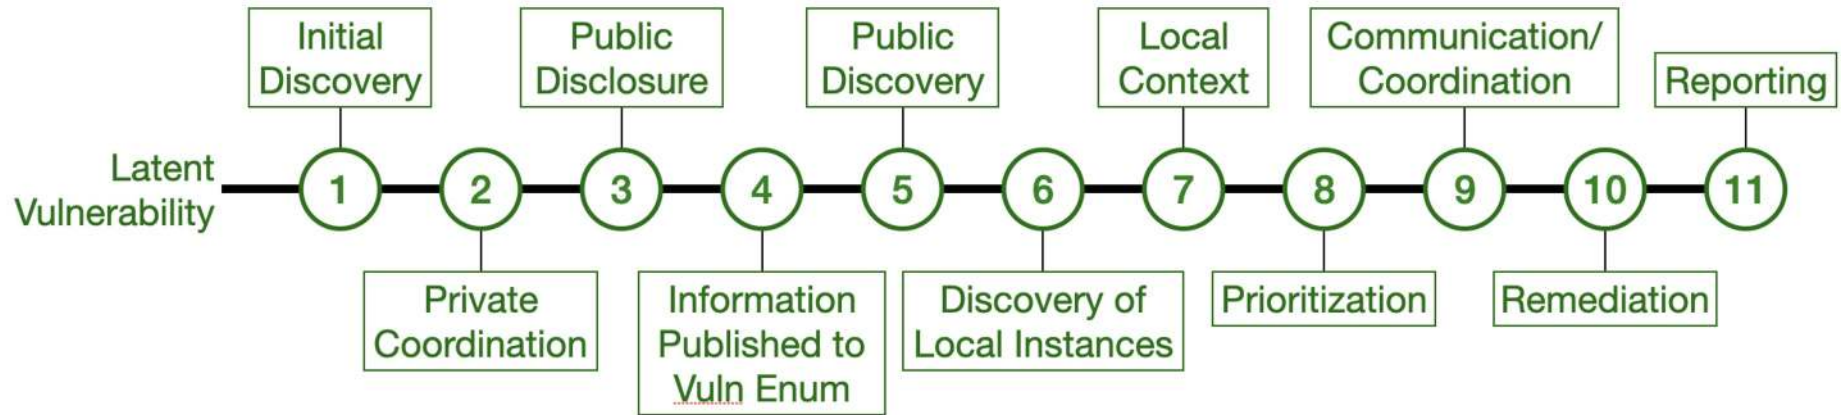 Latent
Vulnerability
1
Initial
Discovery
2
Private
Coordination
3
Public
Disclosure
4
Information
Published to
Vuln Enum
5
Public
Discovery
6
Discovery of
Local Instances
7
Local
Context
8
Prioritization
9
Communication/
Coordination
10
Remediation
11
Reporting